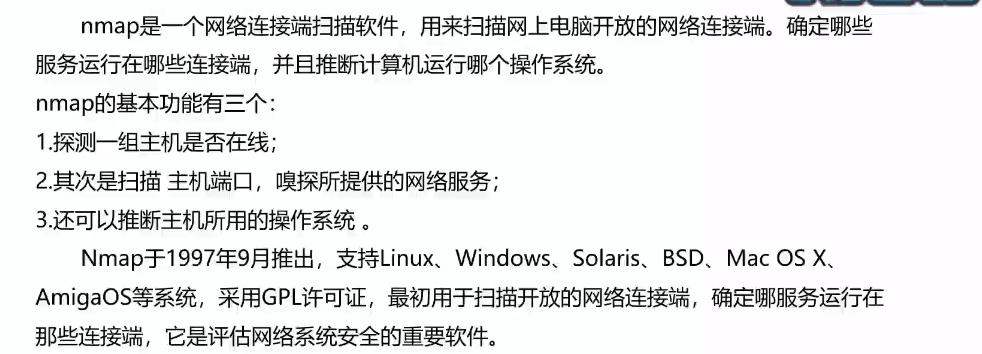 nmap是一个网络连接端扫描软件，用来扫描网上电脑开放的网络连接端。确定哪些
服务运行在哪些连接端，并且推断计算机运行哪个操作系统。
nmap的基本功能有三个：
1.探测一组主机是否在线；
2.其次是扫描 主机端口，嗅探所提供的网络服务；
3.还可以推断主机所用的操作系统 。
Nmap于1997年9月推出，支持Linux、Windows、Solaris、BSD、Mac OS X、
AmigaOS等系统，采用GPL许可证，最初用于扫描开放的网络连接端，确定哪服务运行在
那些连接端，它是评估网络系统安全的重要软件。